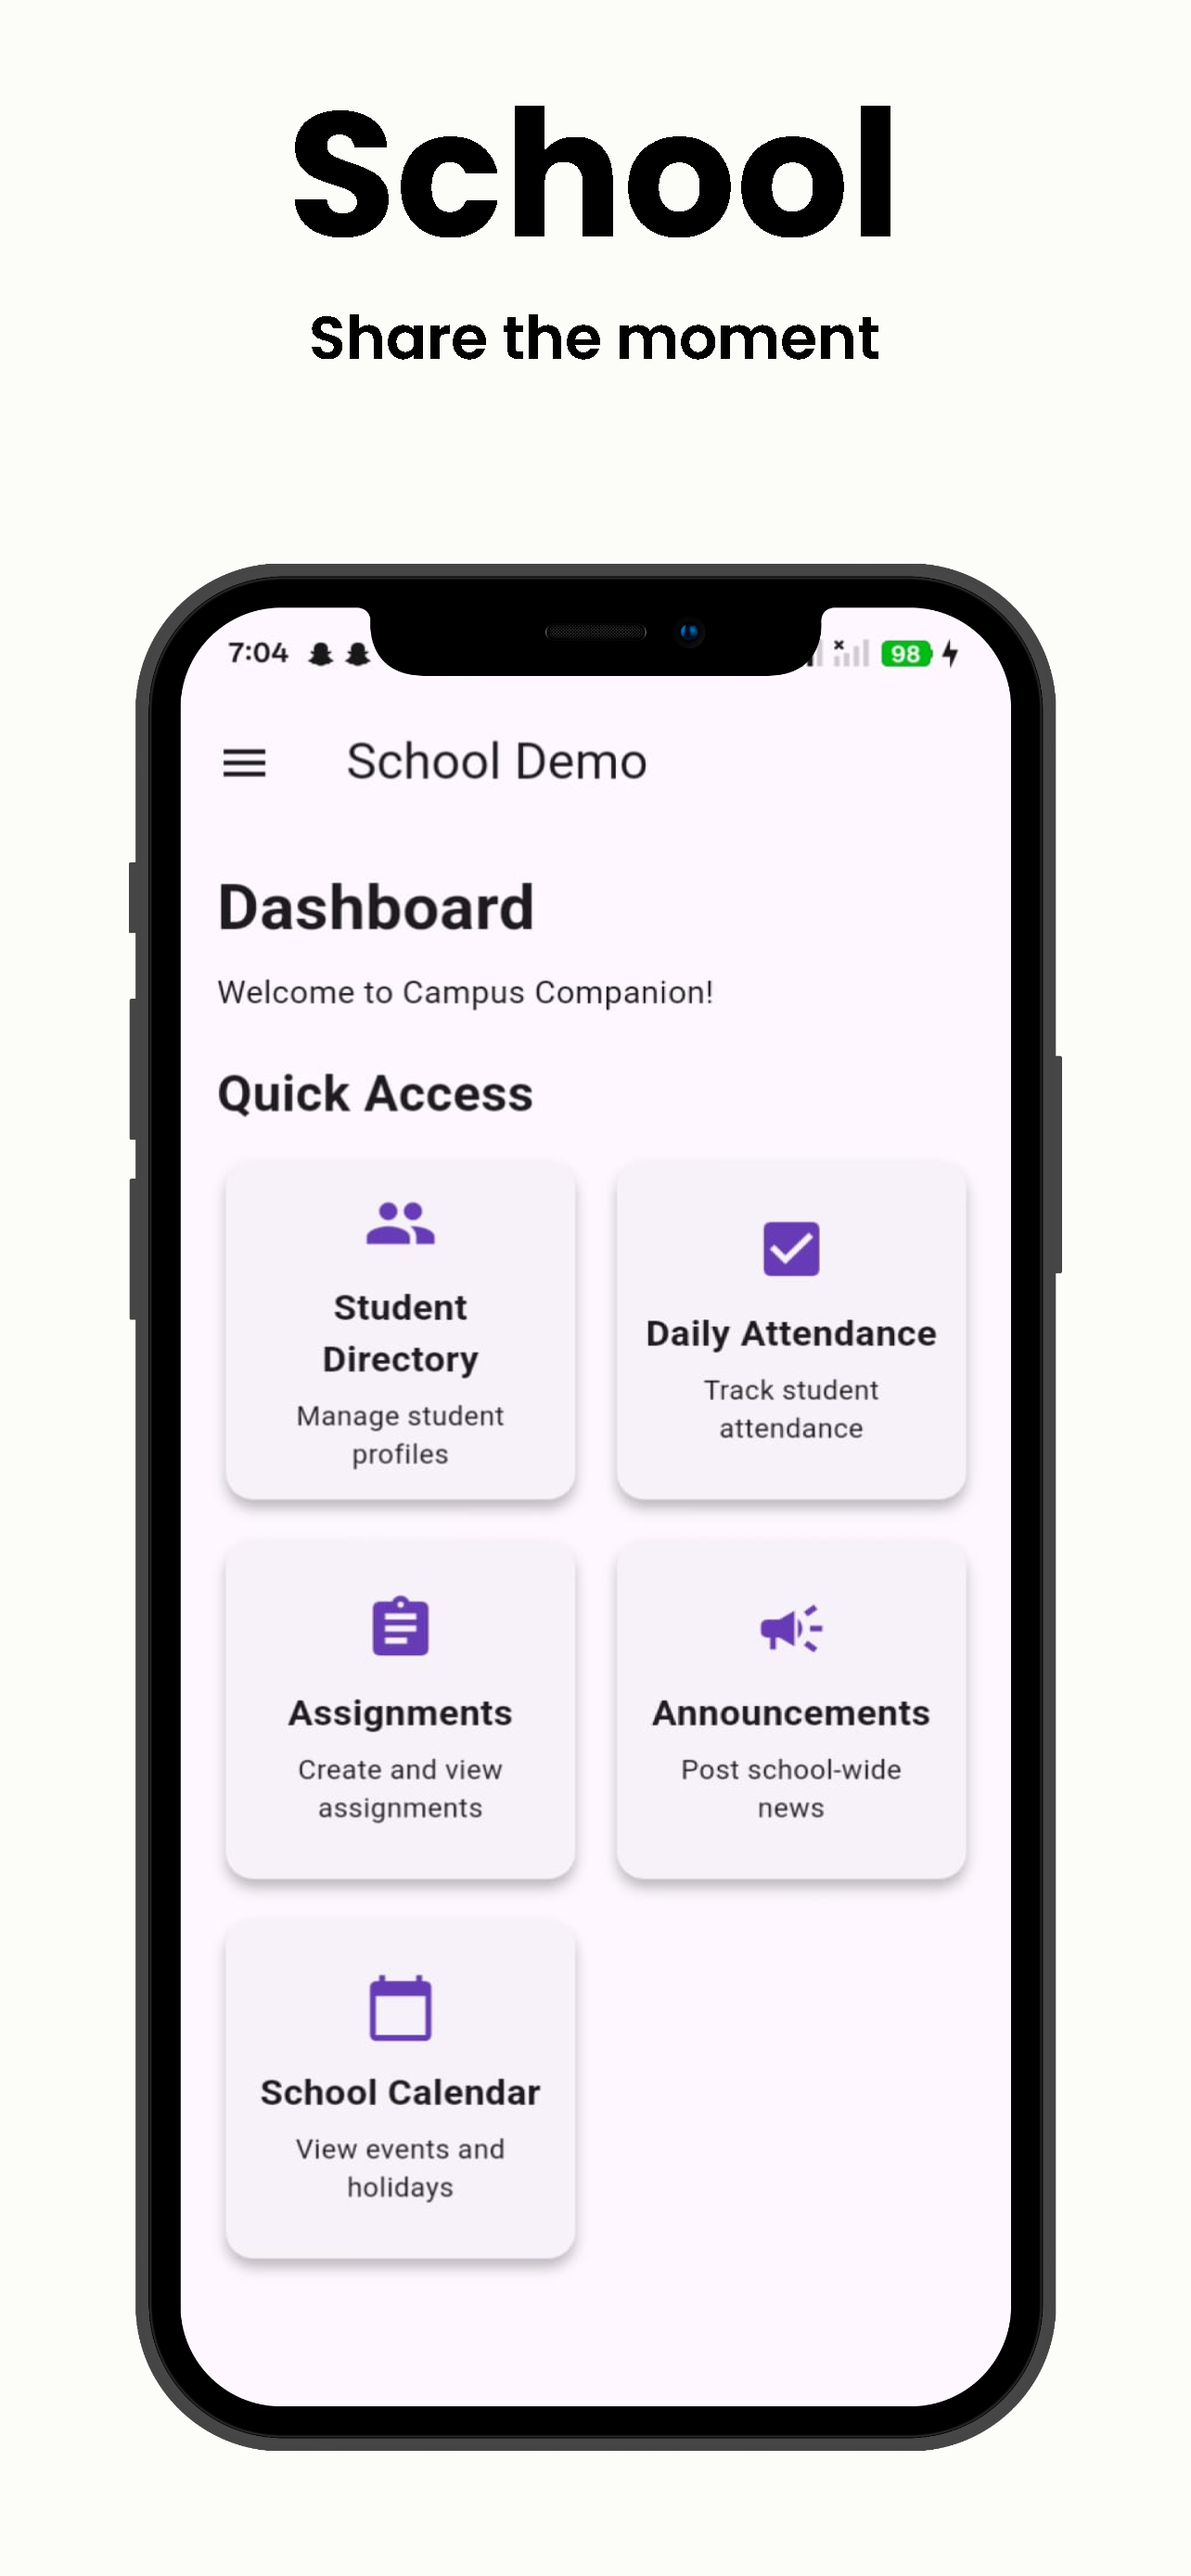 School
Share the moment
7:04
98
School Demo
Dashboard
Welcome to Campus Companion!
Quick Access
Student
Directory
Manage student
profiles
Daily Attendance
Track student
attendance
Assignments
Create and view
assignments
Announcements
Post school-wide
news
School Calendar
View events and
holidays